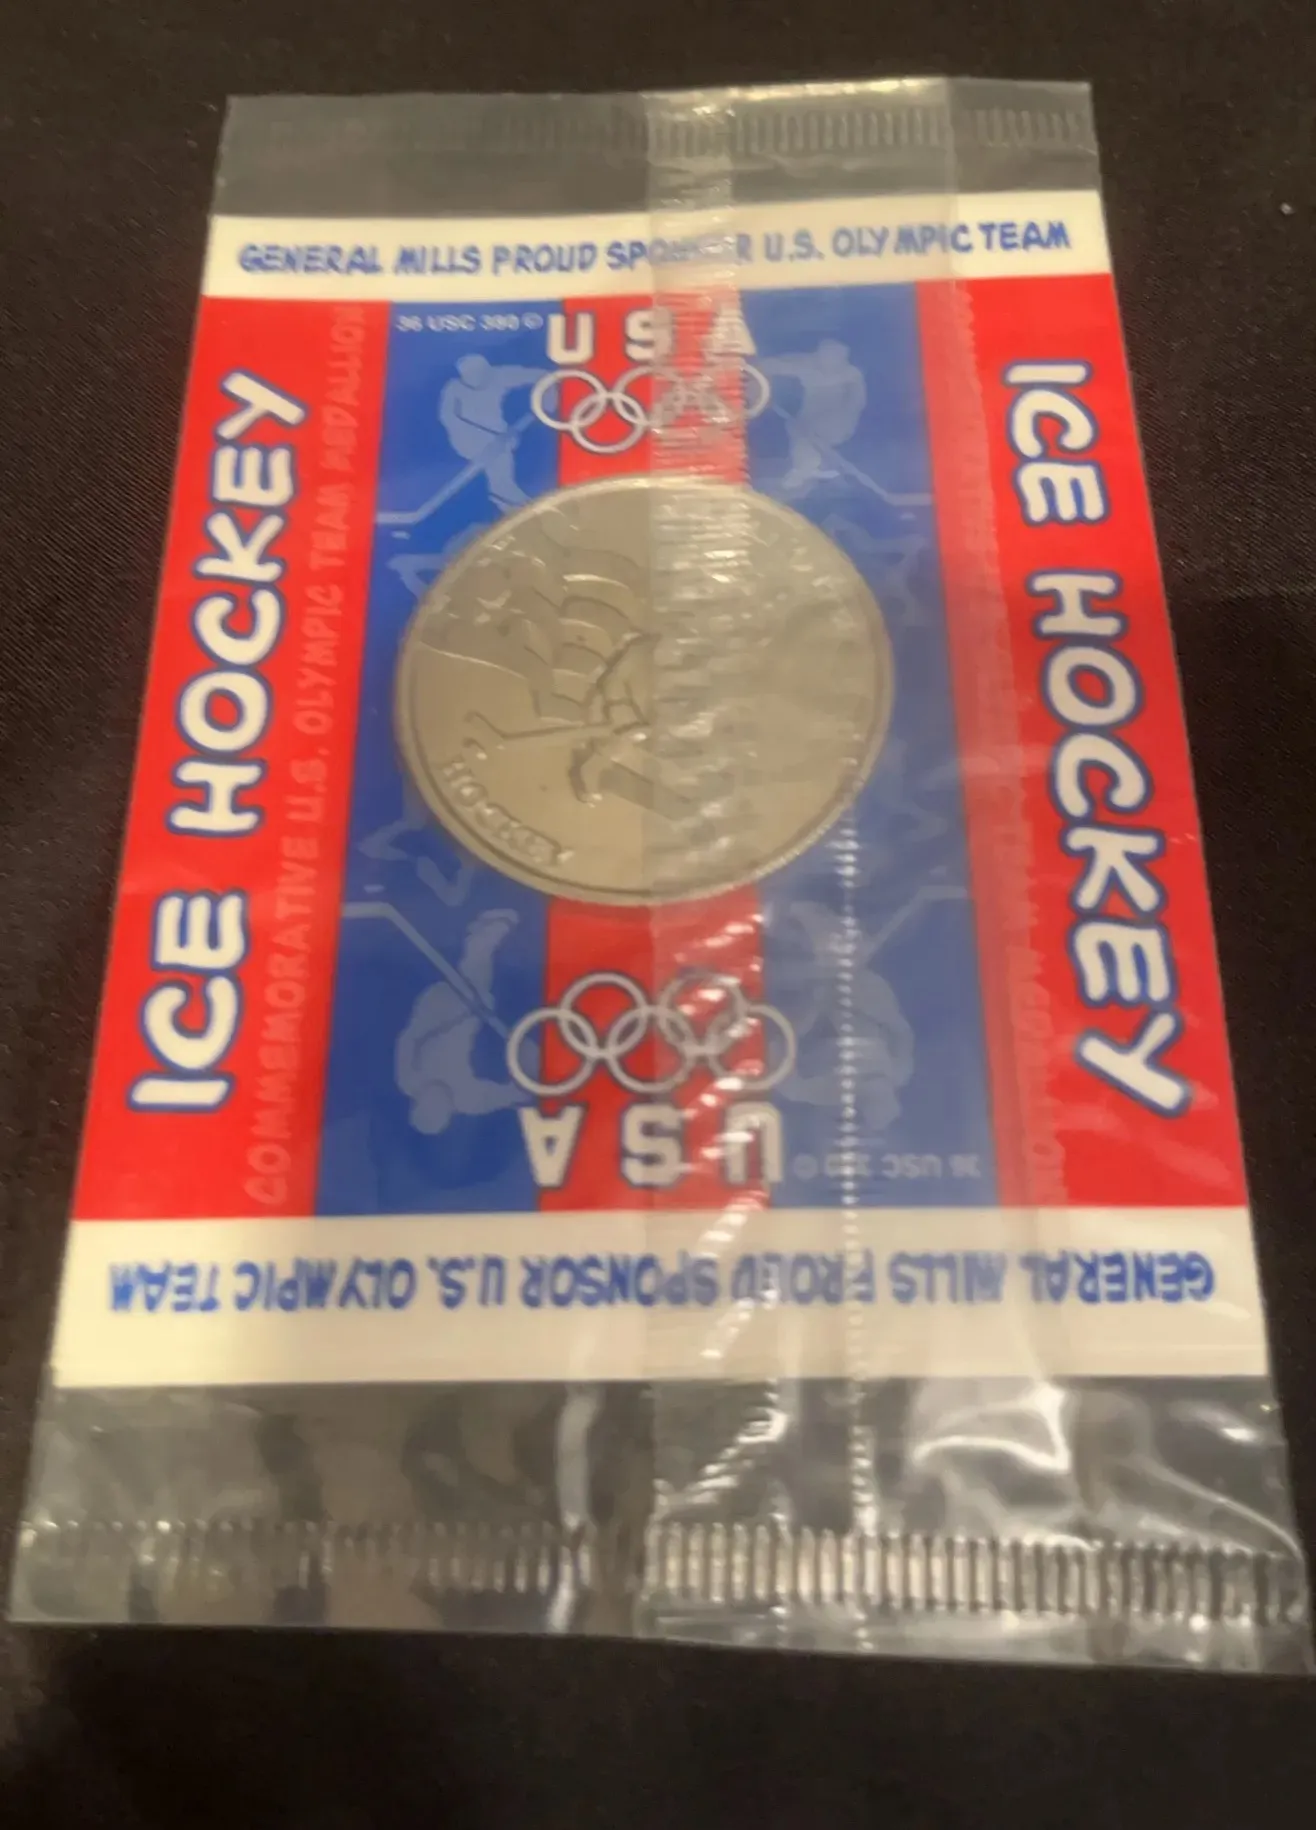 GENERAL MILLS PROUD SPONSOR U.S. OLYMPIC TEAM
36 USC 380 ©
USA
ICE HOCKEY
COMMEMORATIVE U.S. OLYMPIC TEAM MEDALLION
HOCKEY
ICE HOCKEY
USA
36 USC 380 ©
GENERAL MILLS PROUD SPONSOR U.S. OLYMPIC TEAM